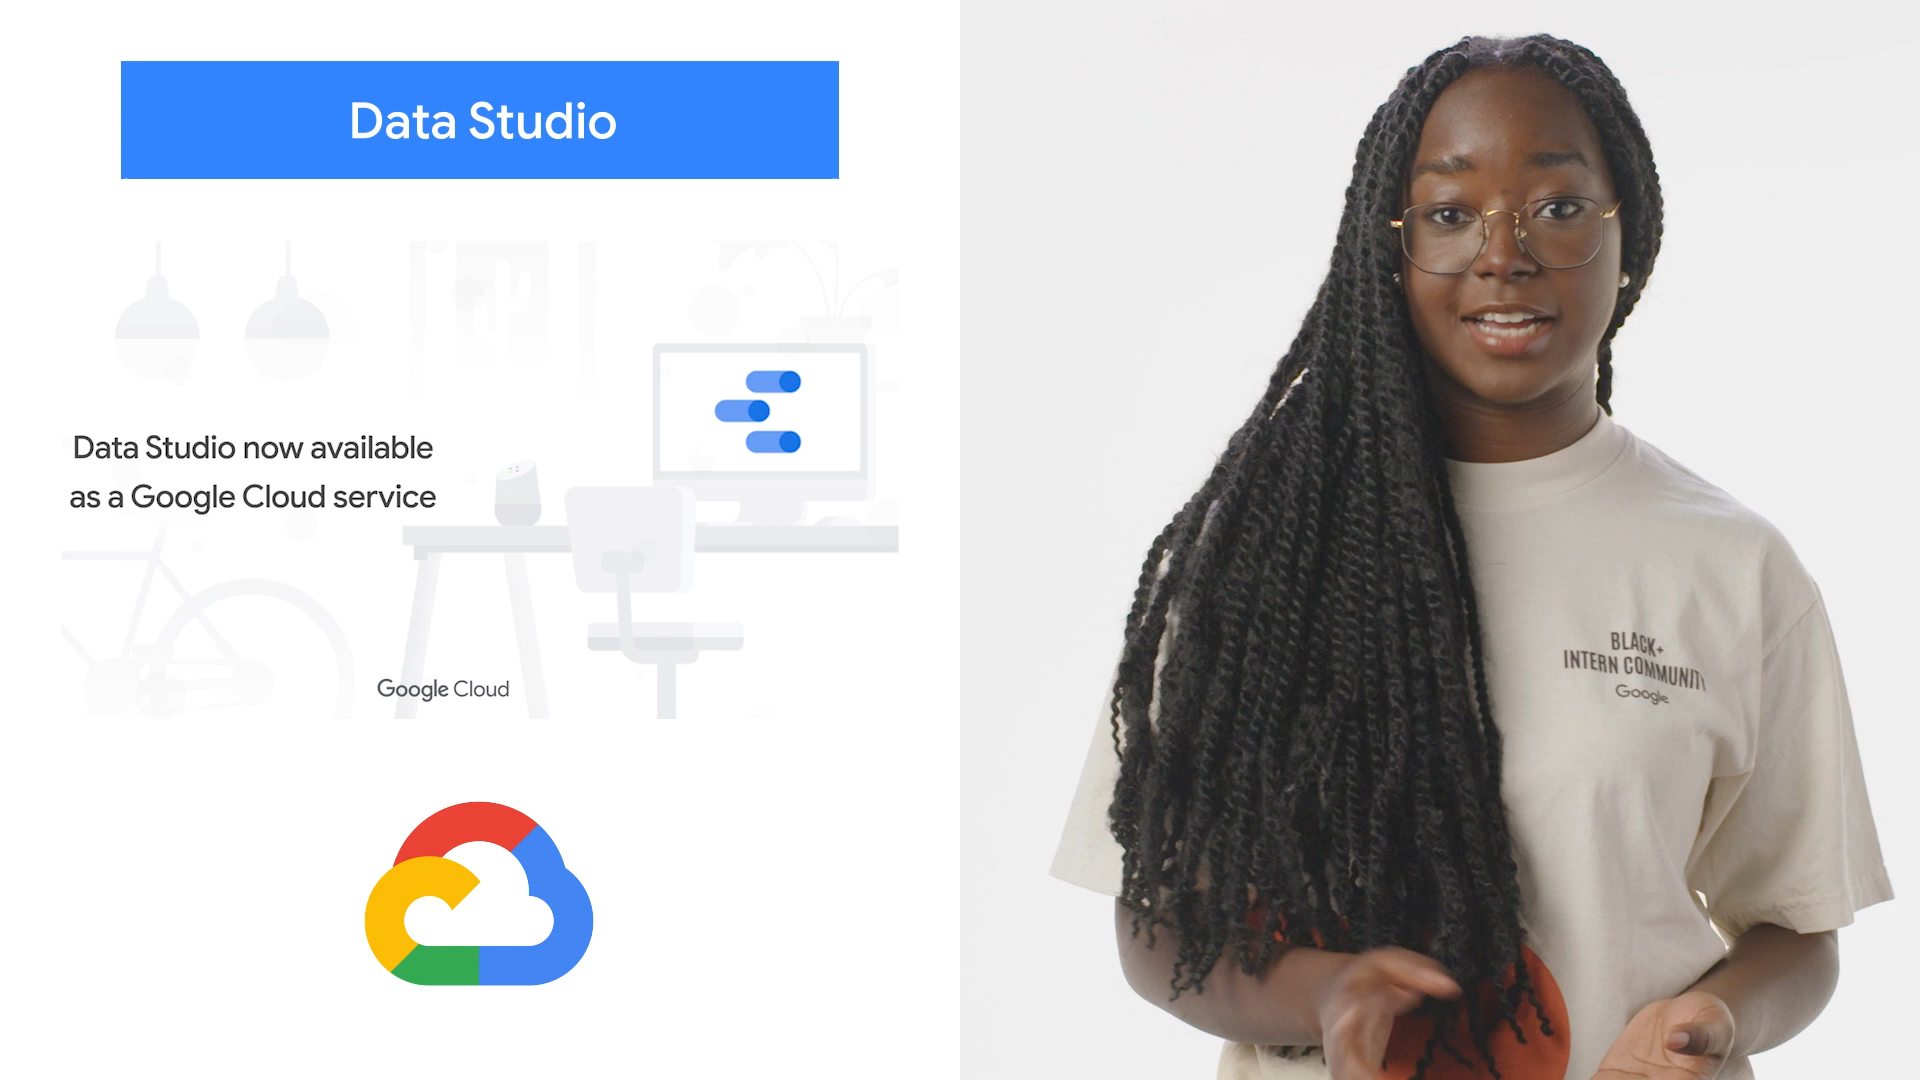 Data Studio
Data Studio now available
as a Google Cloud service
Google Cloud
BLACK+
INTERN COMMUNITY
Google